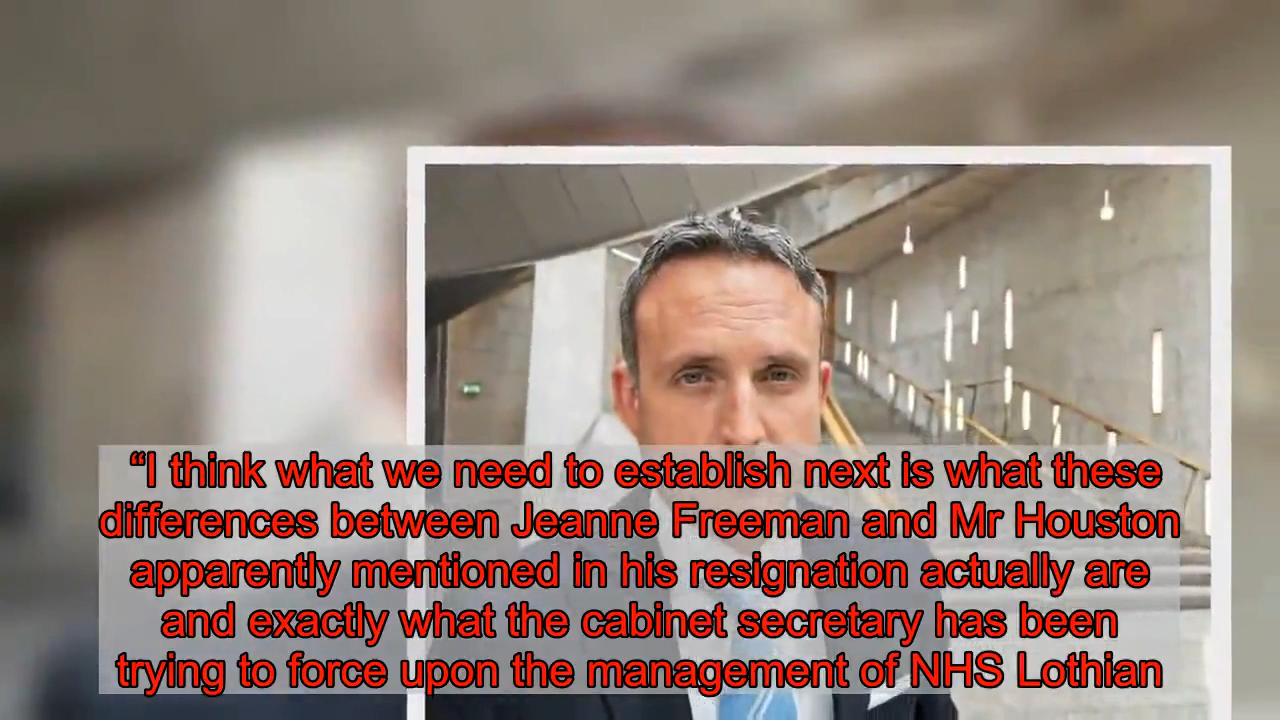 “I think what we need to establish next is what these
differences between Jeanne Freeman and Mr Houston
apparently mentioned in his resignation actually are
and exactly what the cabinet secretary has been
trying to force upon the management of NHS Lothian